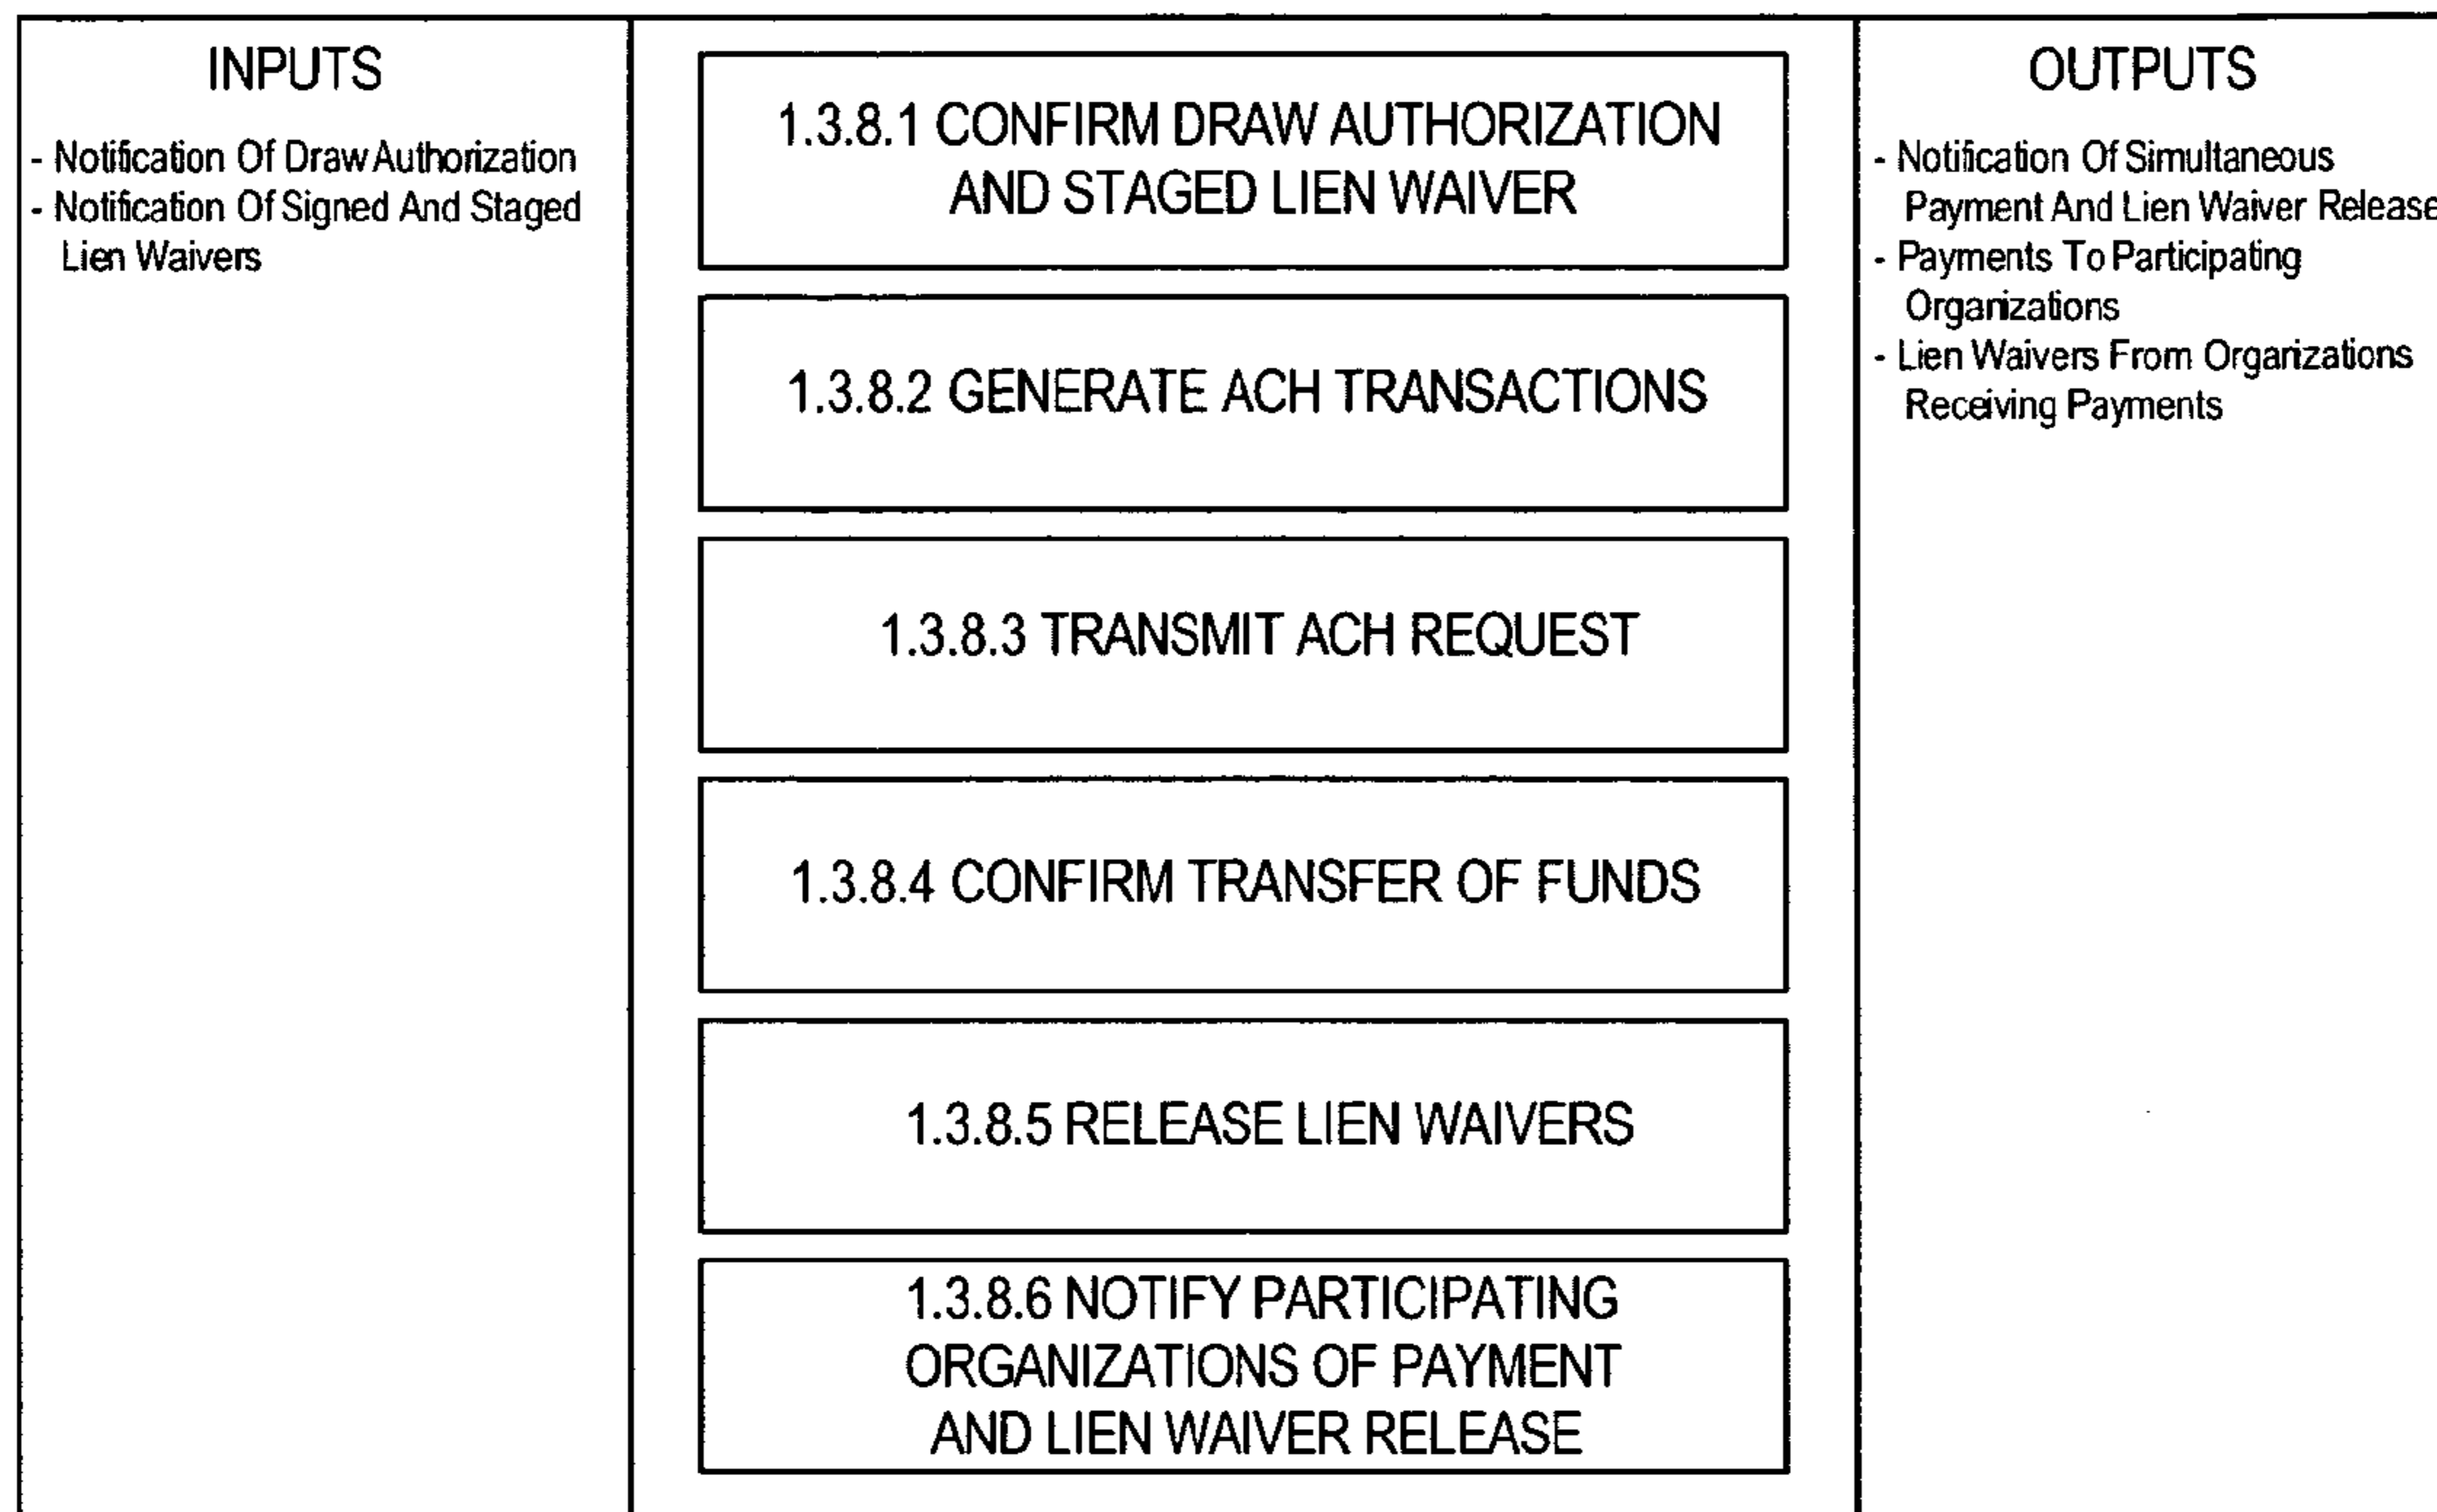 INPUTS
- Notification Of Draw Authorization
- Notification Of Signed And Staged
Lien Waivers
1.3.8.1 CONFIRM DRAW AUTHORIZATION
AND STAGED LIEN WAIVER
1.3.8.2 GENERATE ACH TRANSACTIONS
1.3.8.3 TRANSMIT ACH REQUEST
1.3.8.4 CONFIRM TRANSFER OF FUNDS
1.3.8.5 RELEASE LIEN WAIVERS
1.3.8.6 NOTIFY PARTICIPATING
ORGANIZATIONS OF PAYMENT
AND LIEN WAIVER RELEASE
OUTPUTS
- Notification Of Simultaneous
Payment And Lien Waiver Release
- Payments To Participating
Organizations
- Lien Waivers From Organizations
Receiving Payments